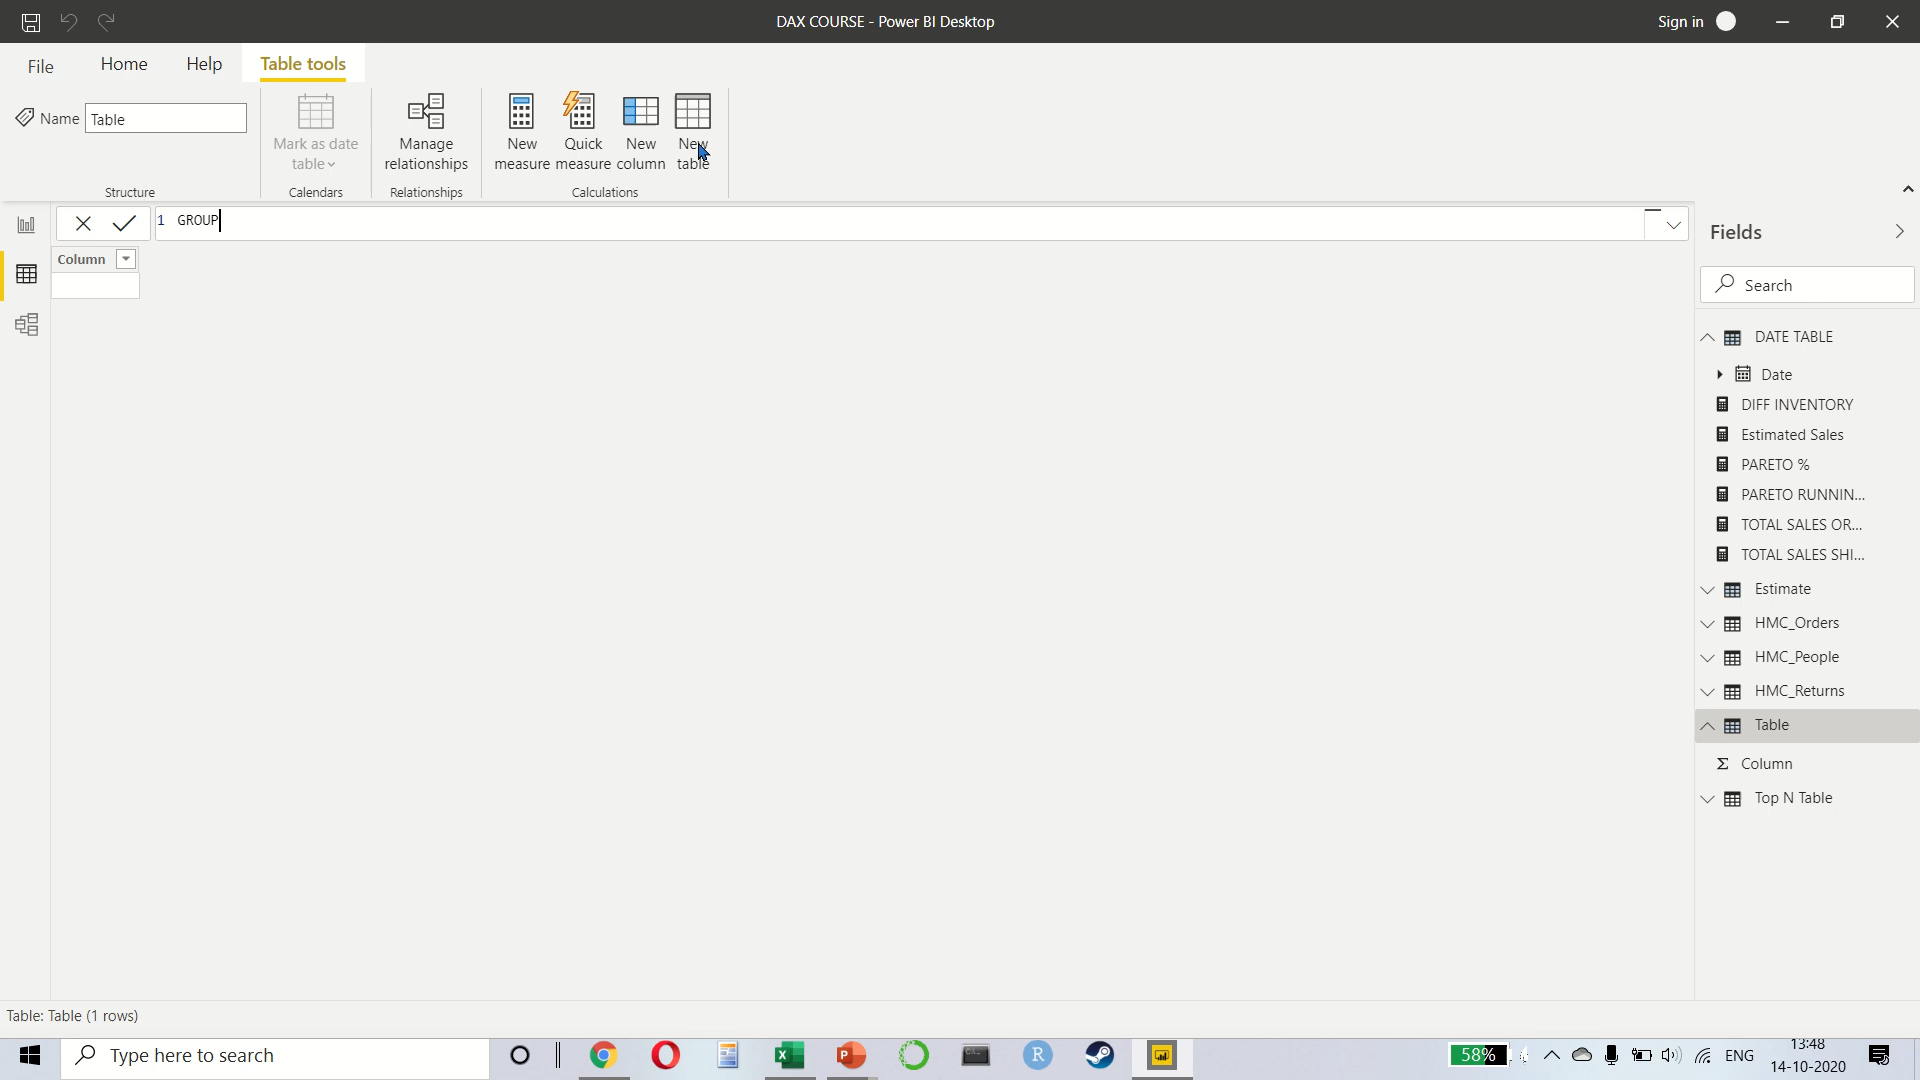 DAX COURSE - Power BI Desktop
Sign in
File
Home
Help
Table tools
Name
Table
Mark as date
table
Manage
relationships
New
measure
Quick
measure
New
column
New
table
Structure
Calendars
Relationships
Calculations
1 GROUP
Column
Fields
Search
DATE TABLE
Date
DIFF INVENTORY
Estimated Sales
PARETO %
PARETO RUNNIN...
TOTAL SALES OR...
TOTAL SALES SHI...
Estimate
HMC_Orders
HMC_People
HMC_Returns
Table
Σ Column
Top N Table
Table: Table (1 rows)
Type here to search
58%
ENG
13:48
14-10-2020